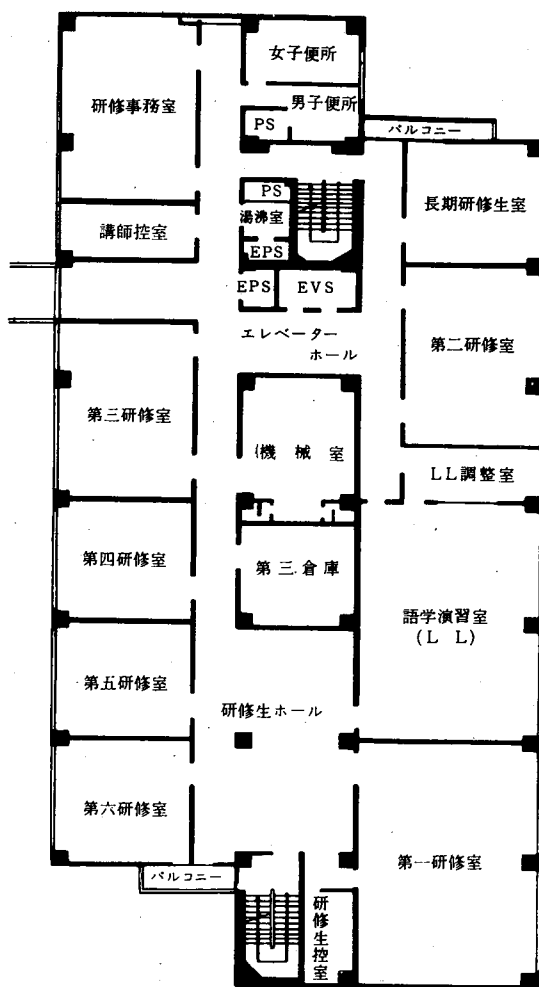 女子便所
研修事務室
男子便所
PS
バルコニー
PS
長期研修生室
湯沸室
講師控室
EPS
EPS
EVS
エレベーター
ホール
第二研修室
第三研修室
機械室
LL調整室
第四研修室
第三倉庫
語学演習室
(LL)
第五研修室
研修生ホール
第六研修室
第一研修室
バルコニー
研修生控室